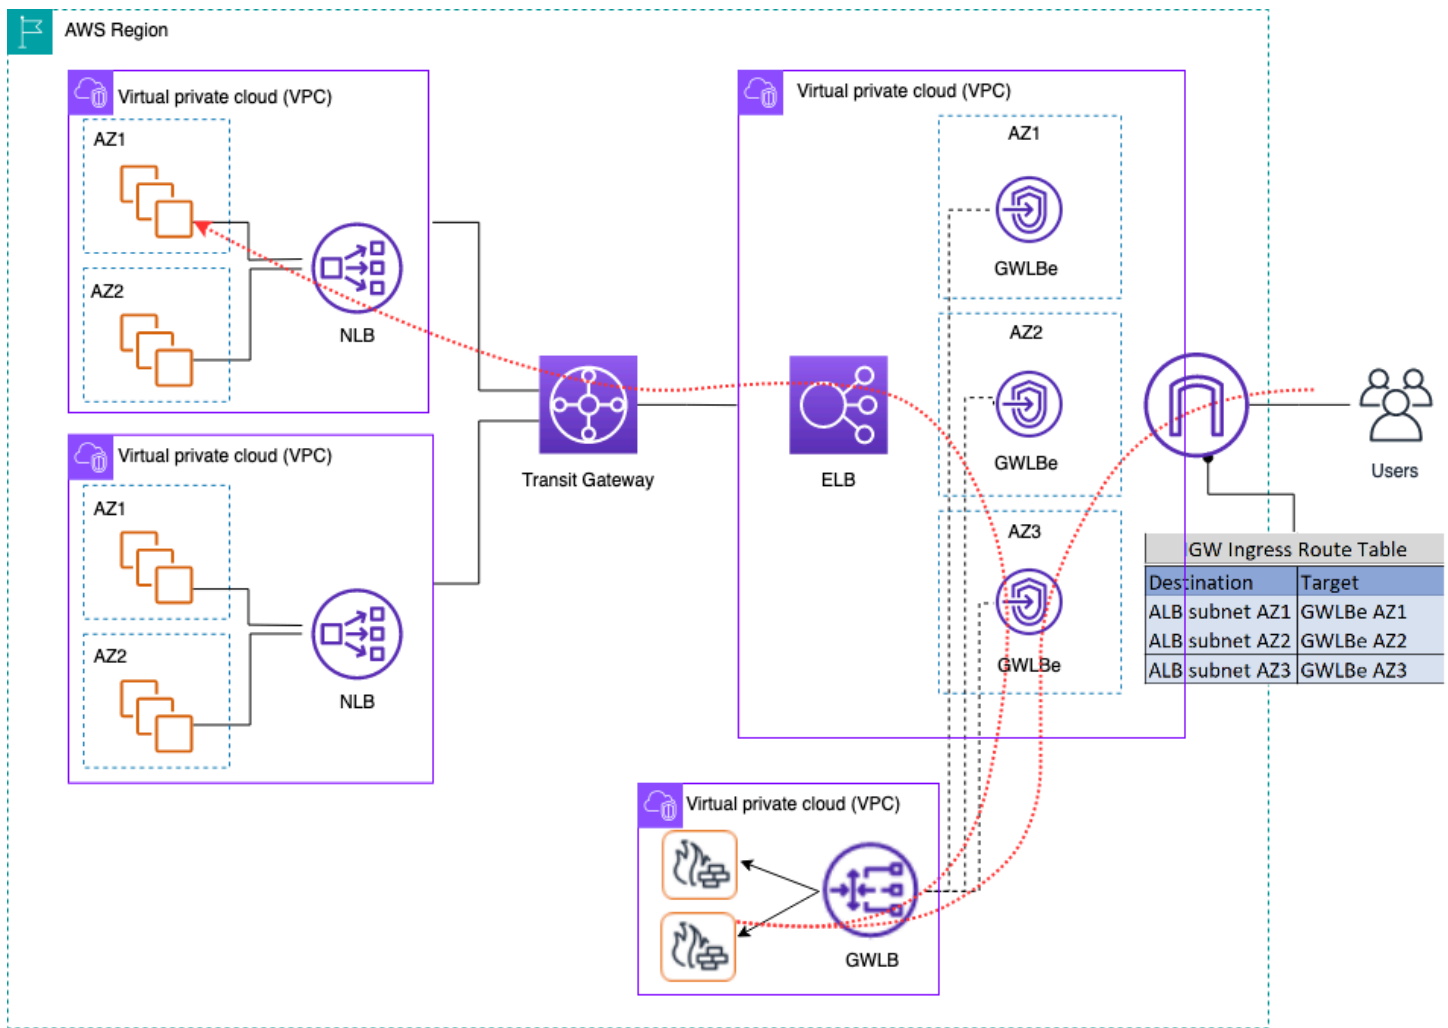 AWS Region
Virtual private cloud (VPC)
AZ1
AZ2
NLB
Virtual private cloud (VPC)
AZ1
AZ2
NLB
Transit Gateway
Virtual private cloud (VPC)
ELB
AZ1
GWLBe
AZ2
GWLBe
AZ3
GWLBe
Users
IGW Ingress Route Table
Destination Target
ALB subnet AZ1 GWLBe AZ1
ALB subnet AZ2 GWLBe AZ2
ALB subnet AZ3 GWLBe AZ3
Virtual private cloud (VPC)
GWLB